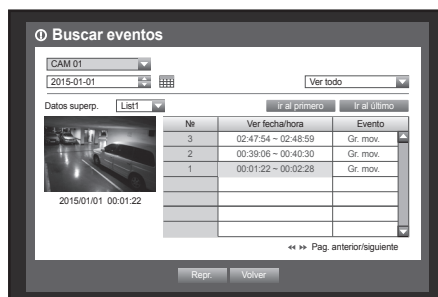 Buscar eventos
CAM 01
2015-01-01
Ver todo
Datos superp.
List1
ir al primero
Ir al último
№ Ver fecha/hora Evento
3 02:47:54 ~ 02:48:59 Gr. mov.
2 00:39:06 ~ 00:40:30 Gr. mov.
1 00:01:22 ~ 00:02:28 Gr. mov.
2015/01/01 00:01:22
Pag. anterior/siguiente
Repr. Volver